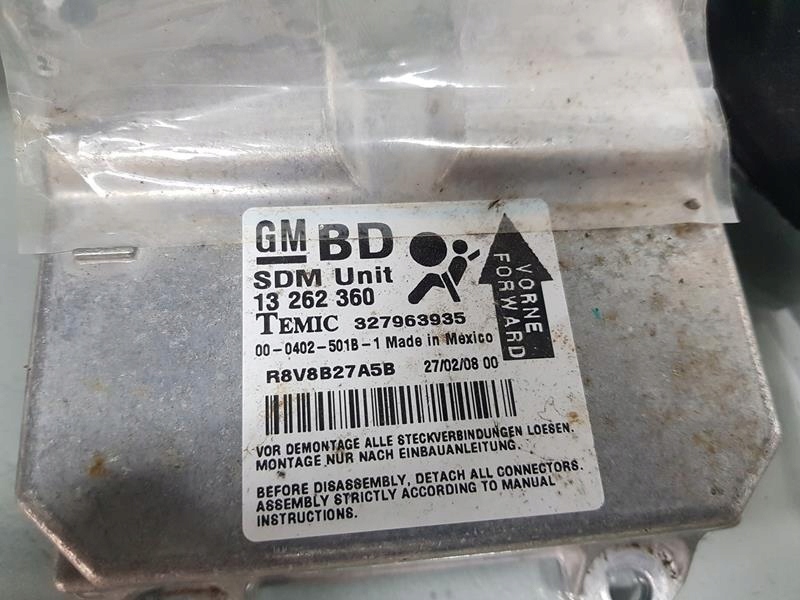 GM BD
SDM Unit
13 262 360
TEMIC 327963935
00-0402-501B-1 Made in Mexico
R8V8B27A5B 27/02/08 00
VORNE
FORWARD
VOR DEMONTAGE ALLE STECKVERBINDUNGEN LOESEN.
MONTAGE NUR NACH EINBAUANLEITUNG.
BEFORE DISASSEMBLY, DETACH ALL CONNECTORS.
ASSEMBLY STRICTLY ACCORDING TO MANUAL
INSTRUCTIONS.